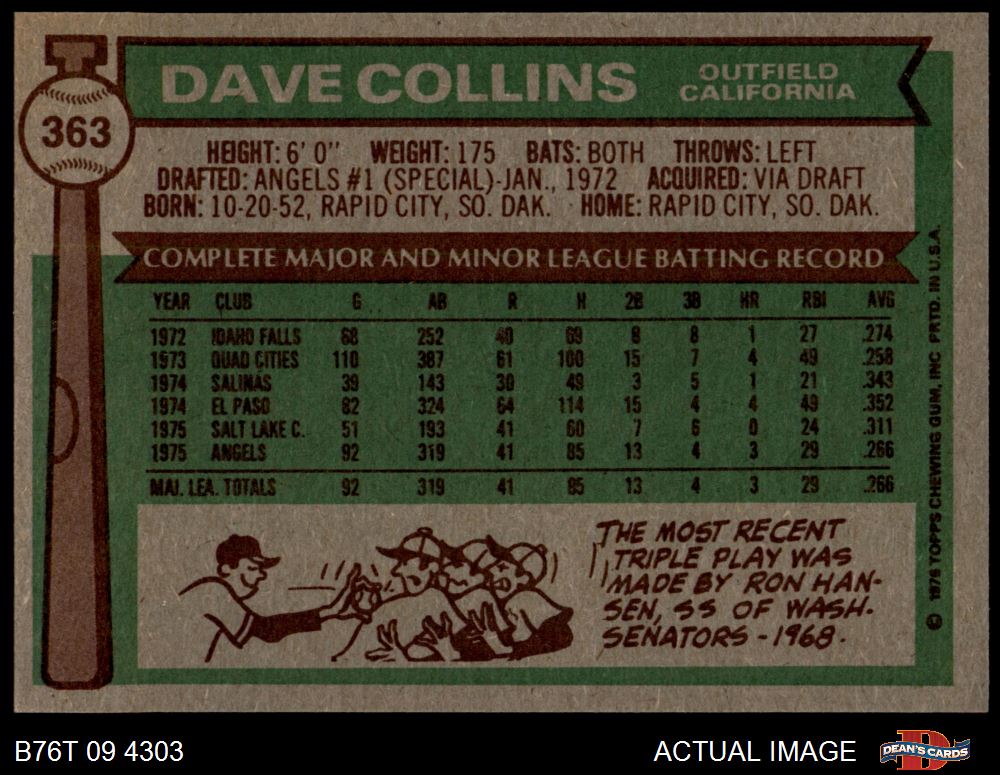 363
DAVE COLLINS
OUTFIELD
CALIFORNIA
HEIGHT: 6' 0" WEIGHT: 175 BATS: BOTH THROWS: LEFT
DRAFTED: ANGELS #1 (SPECIAL)-JAN., 1972 ACQUIRED: VIA DRAFT
BORN: 10-20-52, RAPID CITY, SO. DAK. HOME: RAPID CITY, SO. DAK.
COMPLETE MAJOR AND MINOR LEAGUE BATTING RECORD
YEAR CLUB G AB R H 2B 3B HR RBI AVG
1972 IDAHO FALLS 68 252 40 69 8 8 1 27 .274
1973 QUAD CITIES 110 387 61 100 15 7 4 49 .258
1974 SALINAS 39 143 30 49 3 5 1 21 .343
1974 EL PASO 82 324 64 114 15 4 4 49 .352
1975 SALT LAKE C. 51 193 41 60 7 6 0 24 .311
1975 ANGELS 92 319 41 85 13 4 3 29 .266
MAJ. LEA. TOTALS 92 319 41 85 13 4 3 29 .266
THE MOST RECENT
TRIPLE PLAY WAS
MADE BY RON HAN-
SEN, SS OF WASH.
SENATORS - 1968.
© 1976 TOPPS CHEWING GUM, INC PRTD. IN U.S.A.
B76T 09 4303
ACTUAL IMAGE
D
DEAN'S CARDS